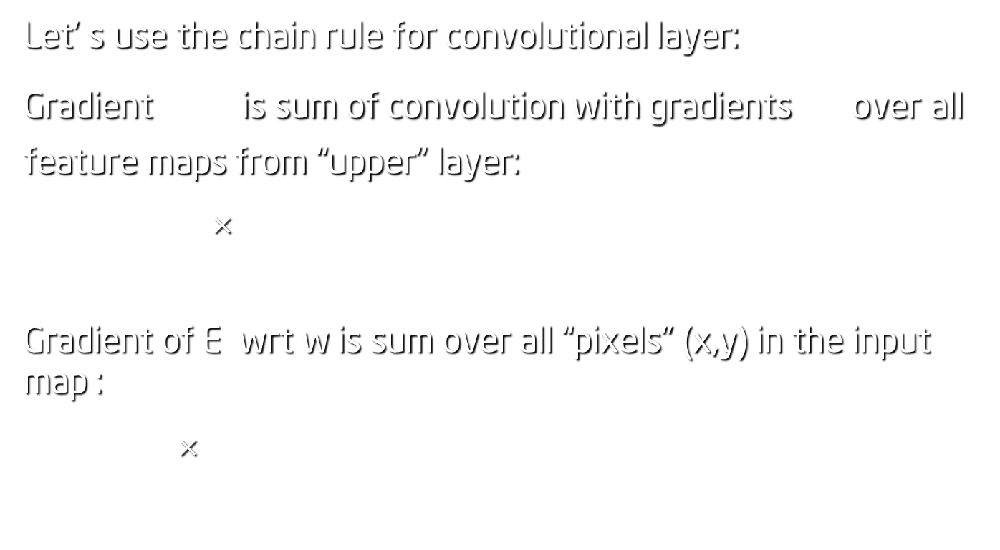 Let’ s use the chain rule for convolutional layer:
Gradient is sum of convolution with gradients over all
feature maps from “upper” layer:
×
Gradient of E wrt w is sum over all “pixels” (x,y) in the input
map :
×